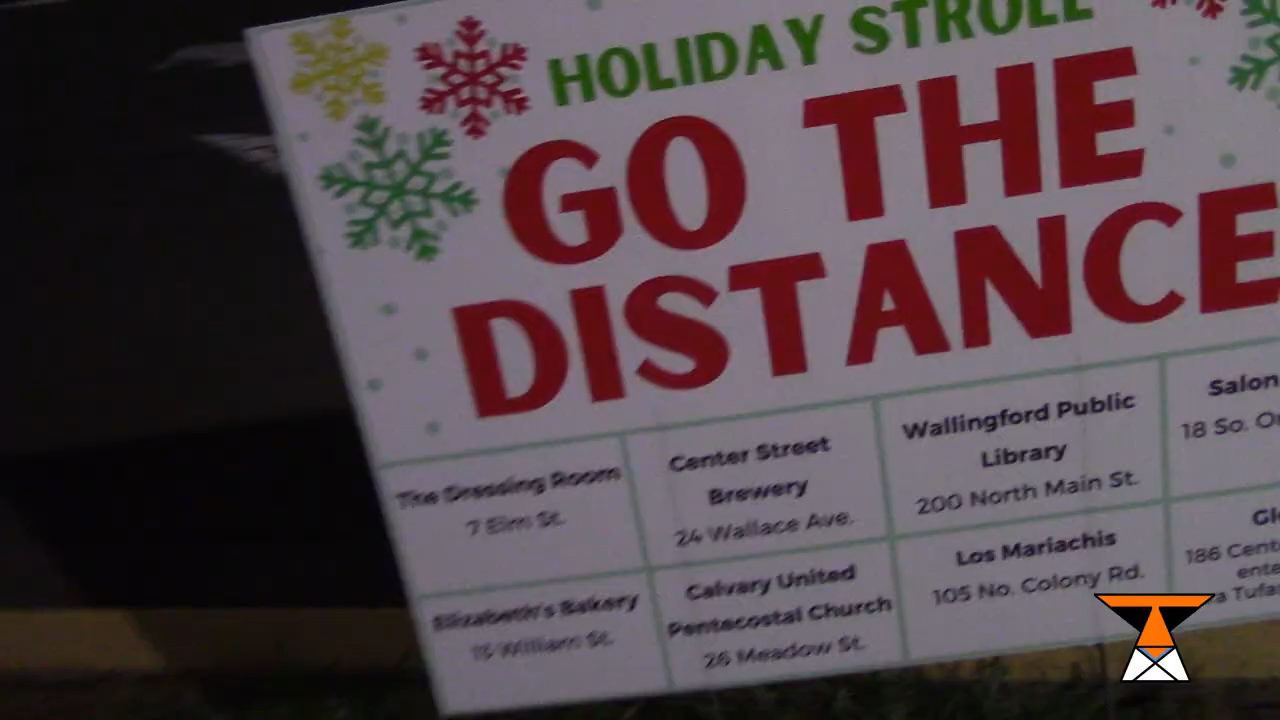 HOLIDAY STROLL
GO THE
DISTANCE
The Dressing Room
7 Elm St.
Center Street
Brewery
24 Wallace Ave.
Wallingford Public
Library
200 North Main St.
Salon
18 So.
Elizabeth's Bakery
William St.
Calvary United
Pentecostal Church
26 Meadow St.
Los Mariachis
105 No. Colony Rd.
186